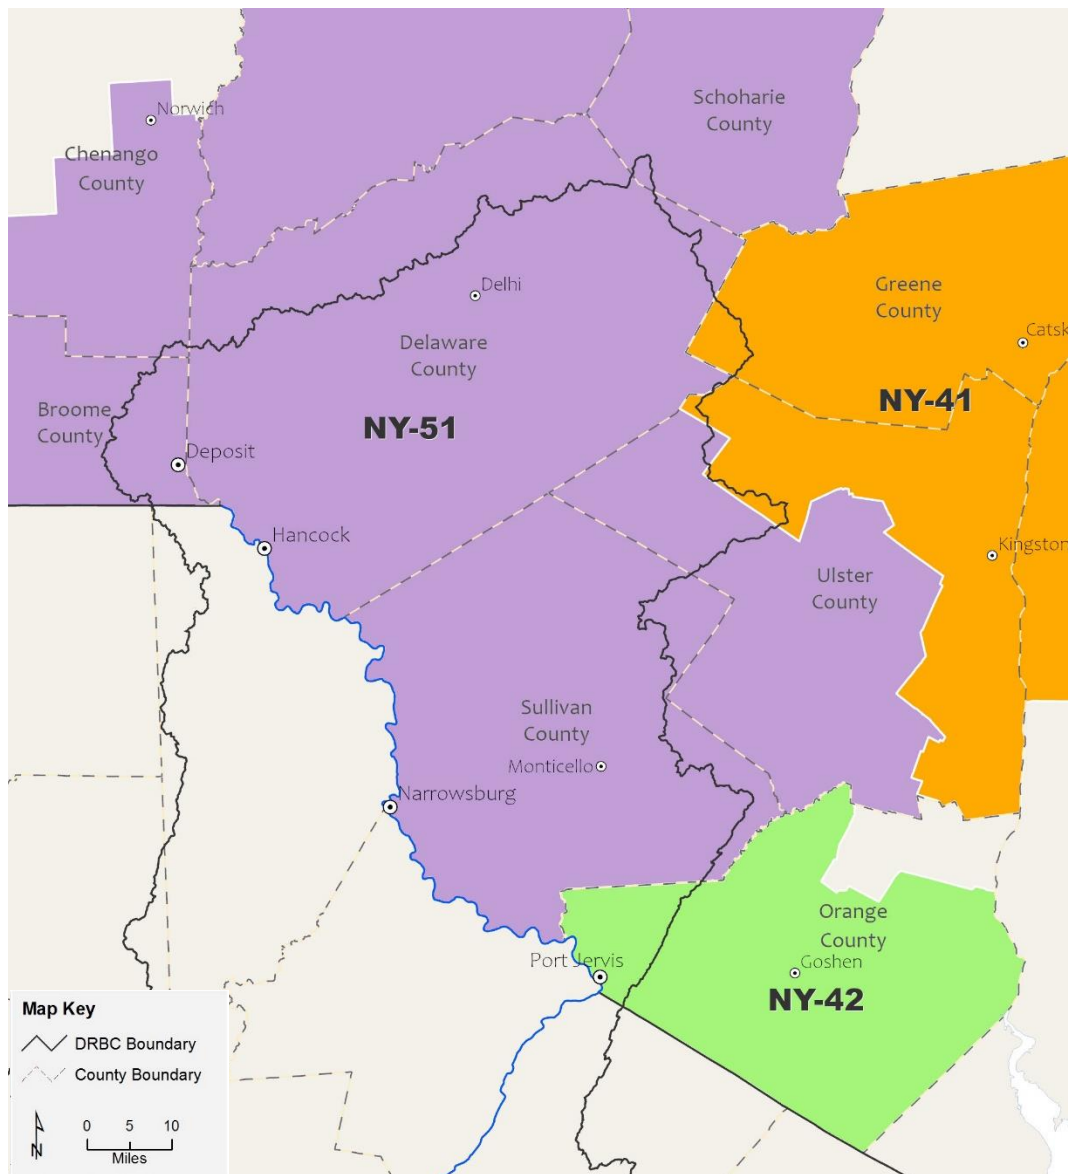 Schoharie
County
Norwich
Chenango
County
Greene
County
Delhi
Catsk
Delaware
County
NY-41
Broome
County
NY-51
Deposit
Hancock
Kingston
Ulster
County
Sullivan
County
Monticello
Narrowsburg
Orange
County
Port Jervis
Goshen
NY-42
Map Key
DRBC Boundary
County Boundary
N
0 5 10
Miles